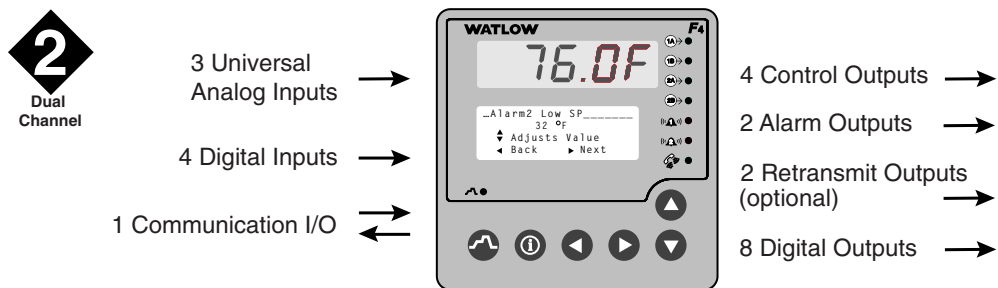 2
Dual
Channel
3 Universal
Analog Inputs
4 Digital Inputs
1 Communication I/O
WATLOW
F4
76.0F
1A
1B
2A
2B
_Alarm2 Low SP_______
32 °F
Adjusts Value
Back Next
4 Control Outputs
2 Alarm Outputs
2 Retransmit Outputs
(optional)
8 Digital Outputs